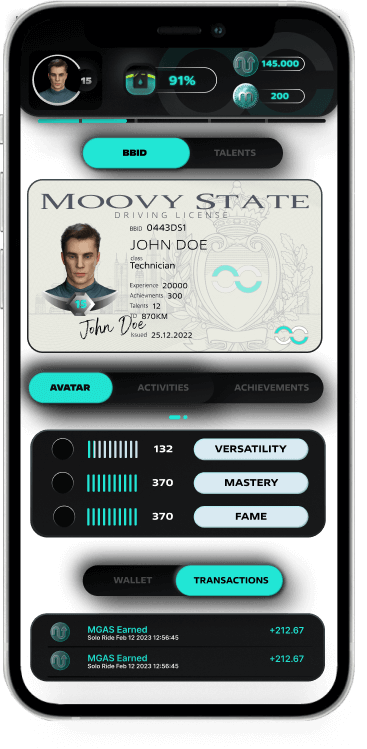 15
91%
145.000
200
BBID TALENTS
MOOVY STATE
DRIVING LICENSE
BBID 0443DS1
JOHN DOE
class
Technician
Experience 20000
Achievments 300
Talents 12
15
TD 870KM
John Doe
Issued 25.12.2022
AVATAR ACTIVITIES ACHIEVEMENTS
132 VERSATILITY
370 MASTERY
370 FAME
WALLET TRANSACTIONS
MGAS Earned +212.67
Solo Ride Feb 12 2023 12:56:45
MGAS Earned +212.67
Solo Ride Feb 12 2023 12:56:45